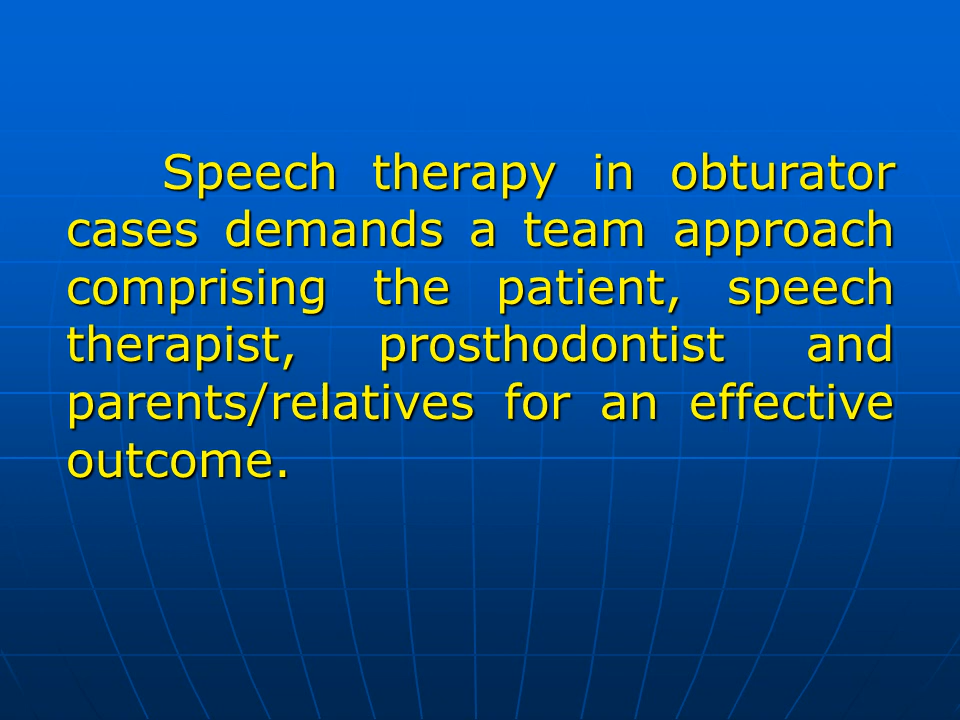 Speech therapy in obturator
cases demands a team approach
comprising the patient, speech
therapist, prosthodontist and
parents/relatives for an effective
outcome.